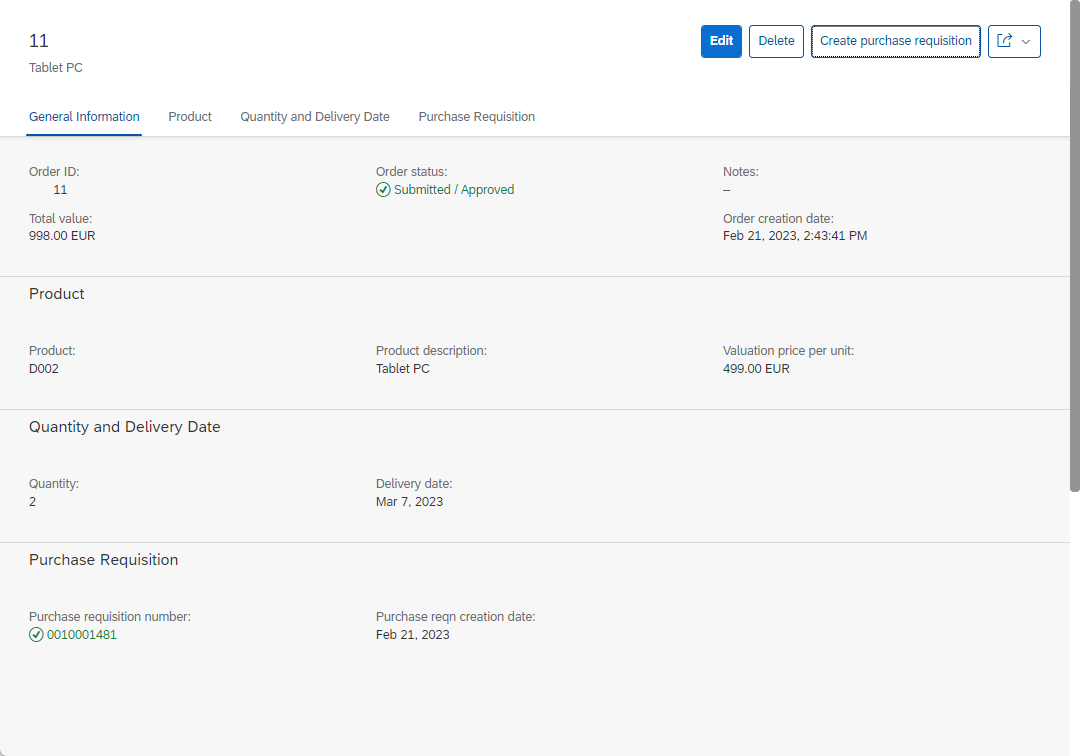 11
Tablet PC
Edit
Delete
Create purchase requisition
General Information
Product
Quantity and Delivery Date
Purchase Requisition
Order ID:
11
Order status:
Submitted / Approved
Notes:
–
Total value:
998.00 EUR
Order creation date:
Feb 21, 2023, 2:43:41 PM
Product
Product:
D002
Product description:
Tablet PC
Valuation price per unit:
499.00 EUR
Quantity and Delivery Date
Quantity:
2
Delivery date:
Mar 7, 2023
Purchase Requisition
Purchase requisition number:
0010001481
Purchase reqn creation date:
Feb 21, 2023